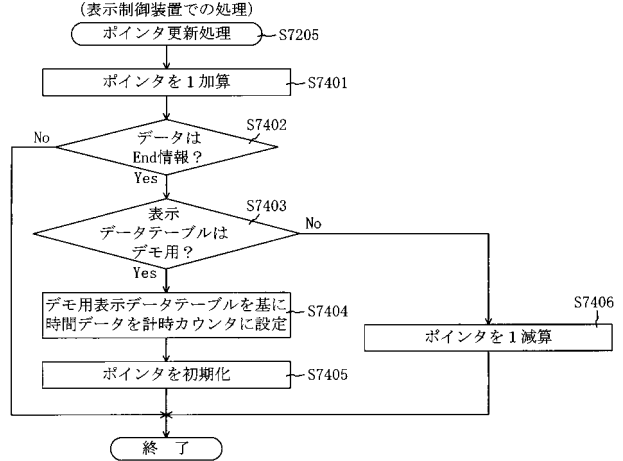 (表示制御装置での処理)
ポインタ更新処理
S7205
ポインタを1加算
S7401
S7402
No
データは
End情報?
Yes
S7403
表示
データテーブルは
デモ用?
No
Yes
デモ用表示データテーブルを基に
時間データを計時カウンタに設定
S7404
S7406
ポインタを1減算
ポインタを初期化
S7405
終 了